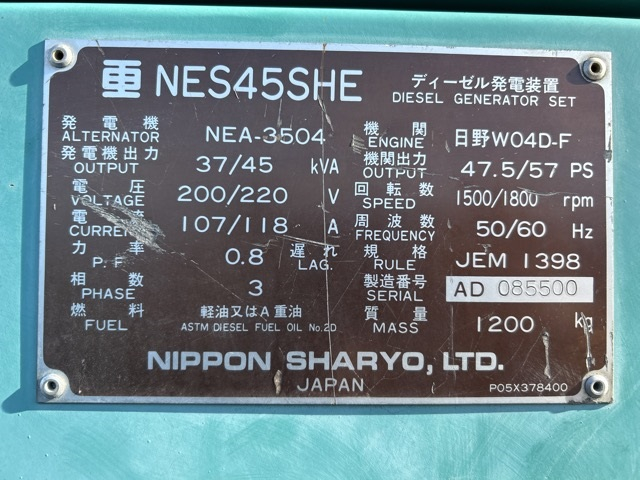 NES45SHE ディーゼル発電装置
DIESEL GENERATOR SET
発電機 ALTERNATOR NEA-3504 機関 ENGINE 日野W04D-F
発電機出力 OUTPUT 37/45 kVA 機関出力 OUTPUT 47.5/57 PS
電圧 VOLTAGE 200/220 V 回転数 SPEED 1500/1800 rpm
電流 CURRENT 107/118 A 周波数 FREQUENCY 50/60 Hz
力率 P.F 0.8 遅れ LAG. 規格 RULE JEM 1398
相数 PHASE 3 製造番号 SERIAL AD 085500
燃料 FUEL 軽油又はA重油 ASTM DIESEL FUEL OIL No.2D 質量 MASS 1200 kg
NIPPON SHARYO, LTD.
JAPAN P05X378400